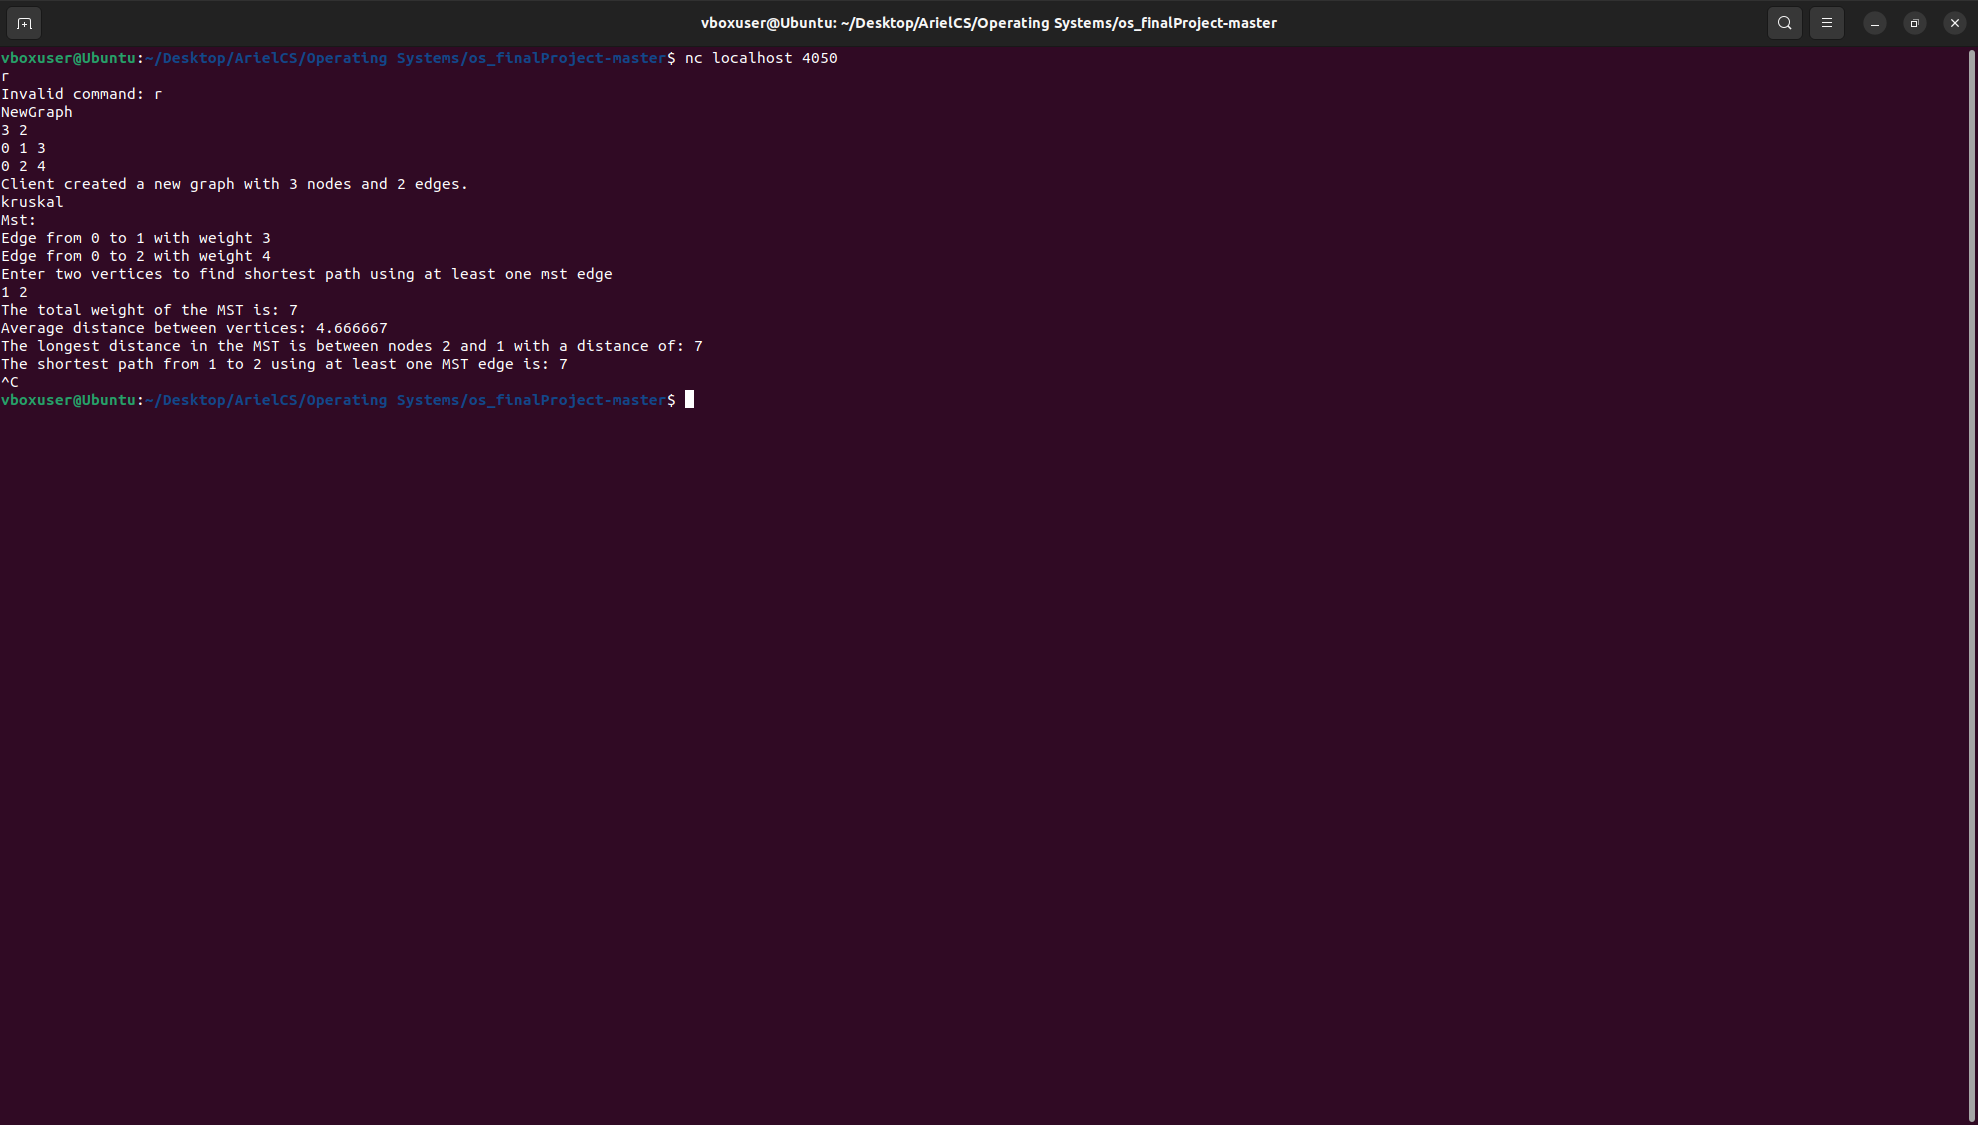 vboxuser@Ubuntu: ~/Desktop/ArielCS/Operating Systems/os_finalProject-master
vboxuser@Ubuntu:~/Desktop/ArielCS/Operating Systems/os_finalProject-master$ nc localhost 4050
r
Invalid command: r
NewGraph
3 2
0 1 3
0 2 4
Client created a new graph with 3 nodes and 2 edges.
kruskal
Mst:
Edge from 0 to 1 with weight 3
Edge from 0 to 2 with weight 4
Enter two vertices to find shortest path using at least one mst edge
1 2
The total weight of the MST is: 7
Average distance between vertices: 4.666667
The longest distance in the MST is between nodes 2 and 1 with a distance of: 7
The shortest path from 1 to 2 using at least one MST edge is: 7
^C
vboxuser@Ubuntu:~/Desktop/ArielCS/Operating Systems/os_finalProject-master$